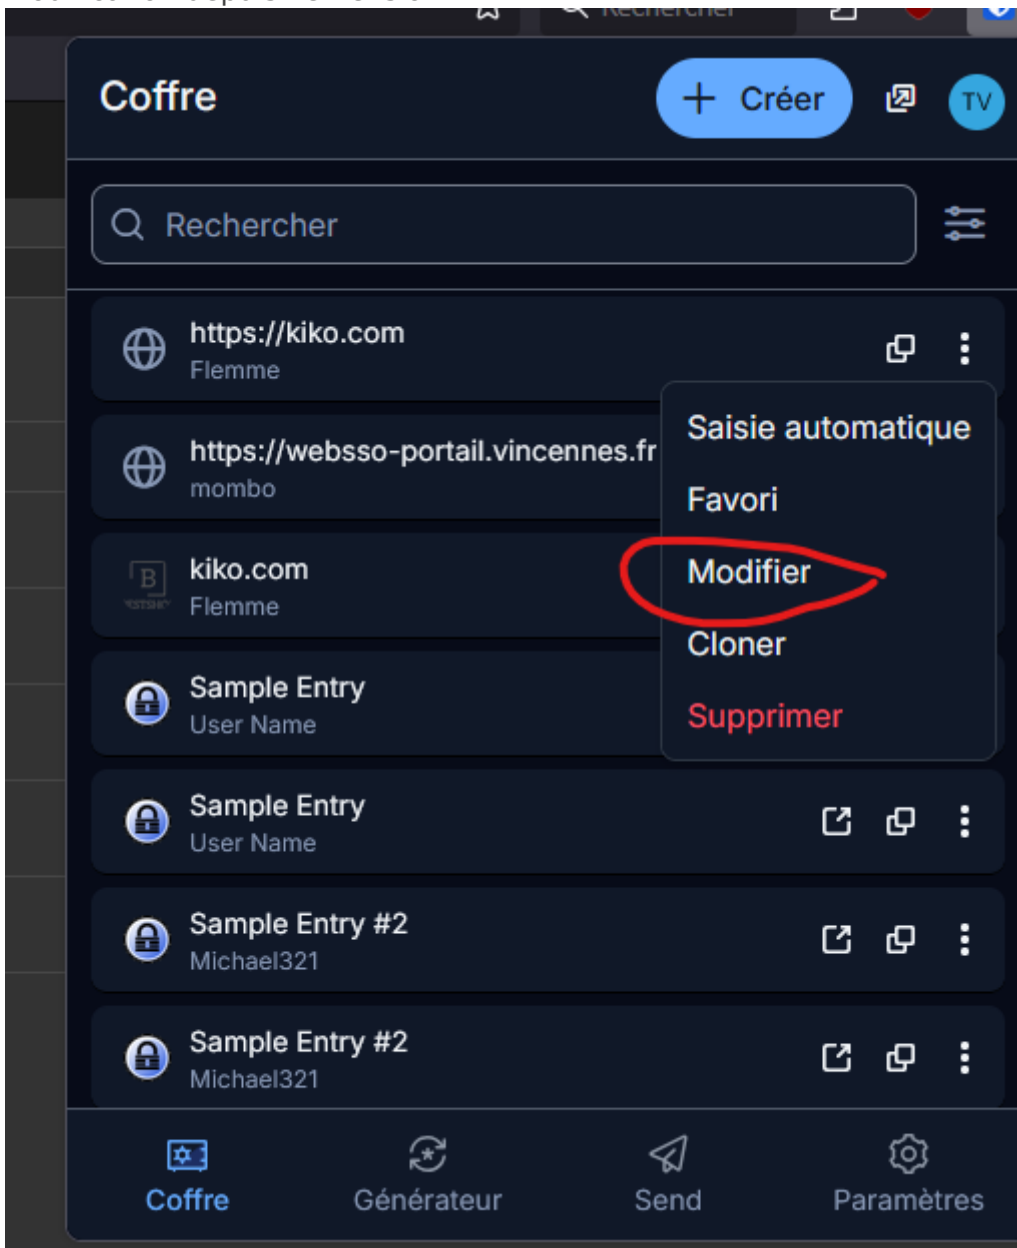 Coffre
+ Créer
TV
Rechercher
https://kiko.com
Flemme
Saisie automatique
https://websso-portail.vincennes.fr
mombo
Favori
kiko.com
Flemme
Modifier
Cloner
Sample Entry
User Name
Supprimer
Sample Entry
User Name
Sample Entry #2
Michael321
Sample Entry #2
Michael321
Coffre
Générateur
Send
Paramètres